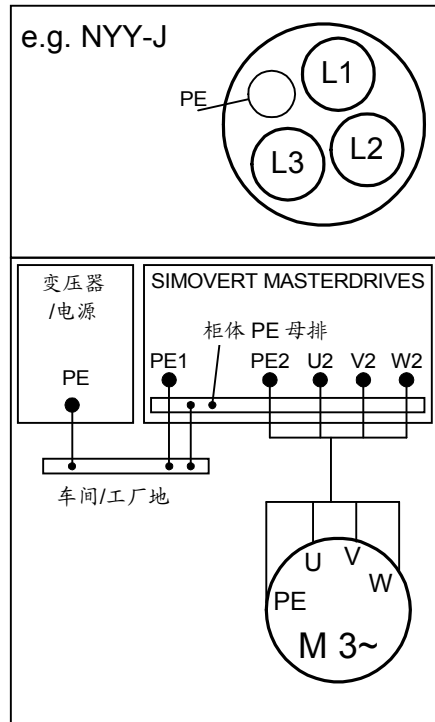 e.g. NYY-J
L1
PE
L3
L2
变压器
/电源
SIMOVERT MASTERDRIVES
柜体 PE 母排
PE
PE1
PE2
U2
V2
W2
车间/工厂地
U
V
PE
W
M 3~